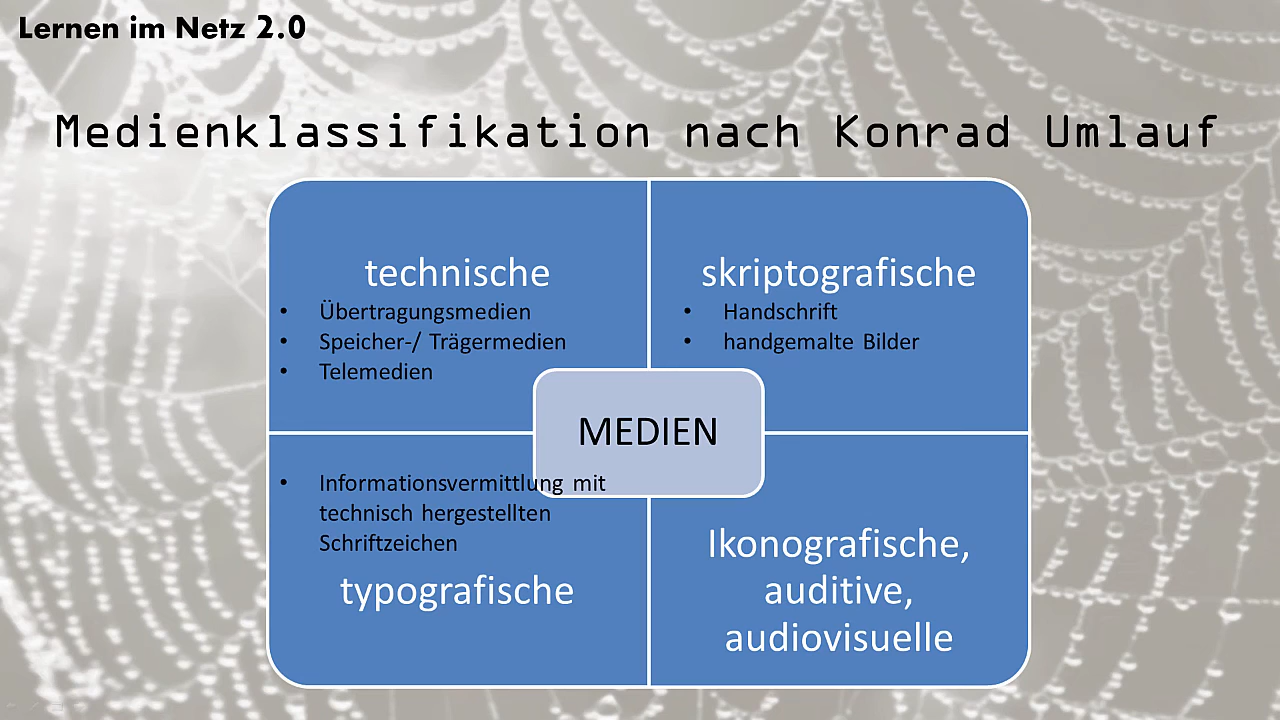 Lernen im Netz 2.0
Medienklassifikation nach Konrad Umlauf
technische
• Übertragungsmedien
• Speicher-/ Trägermedien
• Telemedien
skriptografische
• Handschrift
• handgemalte Bilder
MEDIEN
• Informationsvermittlung mit
technisch hergestellten
Schriftzeichen
typografische
Ikonografische,
auditive,
audiovisuelle